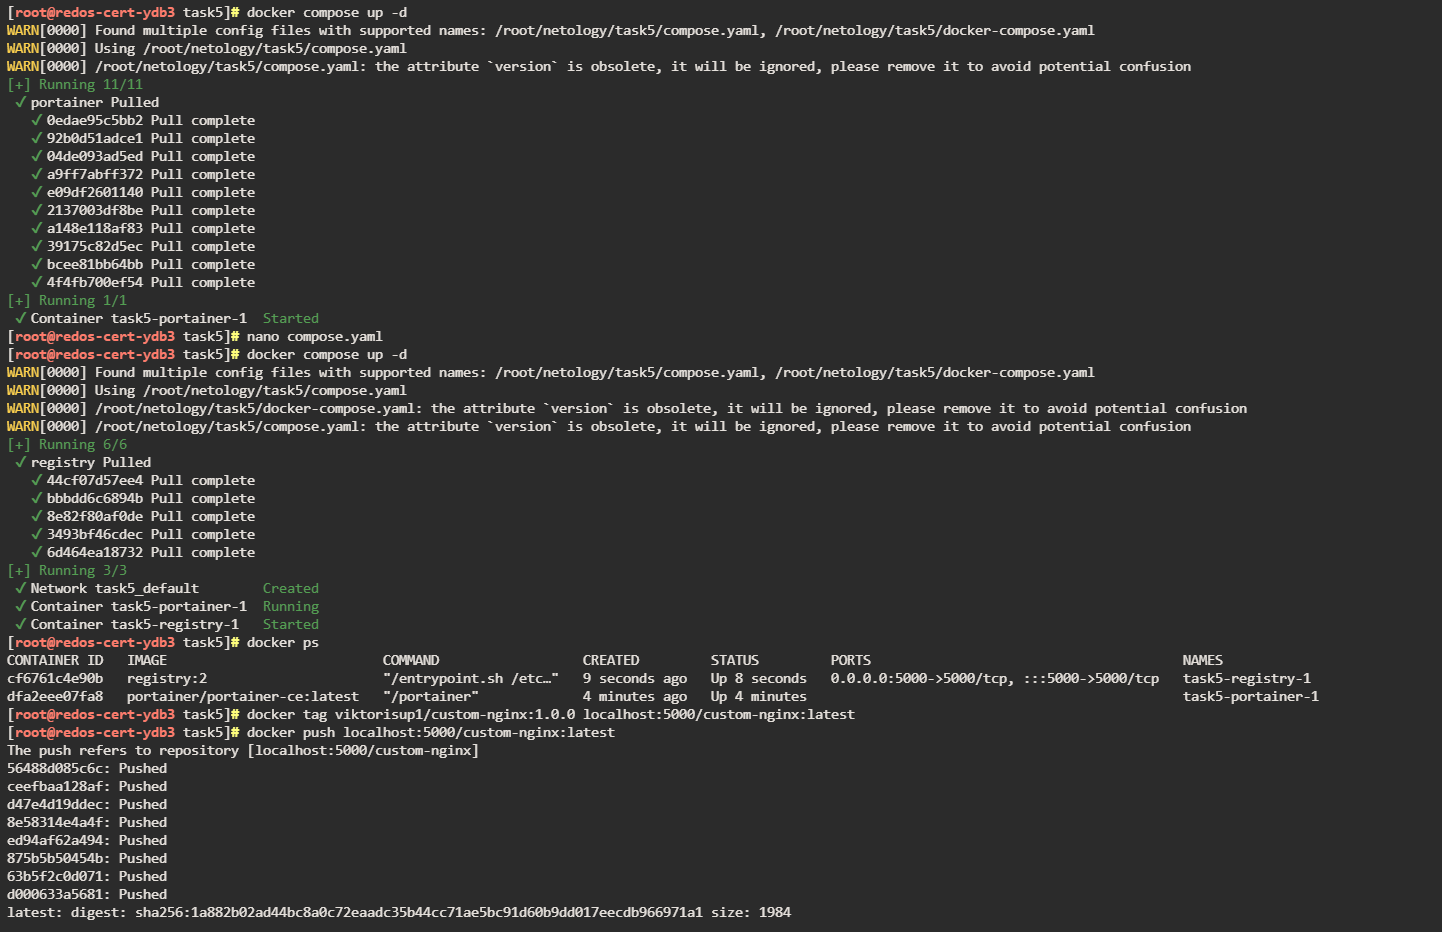 [root@redos-cert-ydb3 task5]# docker compose up -d
WARN[0000] Found multiple config files with supported names: /root/netology/task5/compose.yaml, /root/netology/task5/docker-compose.yaml
WARN[0000] Using /root/netology/task5/compose.yaml
WARN[0000] /root/netology/task5/compose.yaml: the attribute `version` is obsolete, it will be ignored, please remove it to avoid potential confusion
[+] Running 11/11
✓ portainer Pulled
✓ 0edae95c5bb2 Pull complete
✓ 92b0d51adce1 Pull complete
✓ 04de093ad5ed Pull complete
✓ a9ff7abff372 Pull complete
✓ e09df2601140 Pull complete
✓ 2137003df8be Pull complete
✓ a148e118af83 Pull complete
✓ 39175c82d5ec Pull complete
✓ bcee81bb64bb Pull complete
✓ 4f4fb700ef54 Pull complete
[+] Running 1/1
✓ Container task5-portainer-1  Started
[root@redos-cert-ydb3 task5]# nano compose.yaml
[root@redos-cert-ydb3 task5]# docker compose up -d
WARN[0000] Found multiple config files with supported names: /root/netology/task5/compose.yaml, /root/netology/task5/docker-compose.yaml
WARN[0000] Using /root/netology/task5/compose.yaml
WARN[0000] /root/netology/task5/docker-compose.yaml: the attribute `version` is obsolete, it will be ignored, please remove it to avoid potential confusion
WARN[0000] /root/netology/task5/compose.yaml: the attribute `version` is obsolete, it will be ignored, please remove it to avoid potential confusion
[+] Running 6/6
✓ registry Pulled
✓ 44cf07d57ee4 Pull complete
✓ bbbdd6c6894b Pull complete
✓ 8e82f80af0de Pull complete
✓ 3493bf46cdec Pull complete
✓ 6d464ea18732 Pull complete
[+] Running 3/3
✓ Network task5_default        Created
✓ Container task5-portainer-1  Running
✓ Container task5-registry-1   Started
[root@redos-cert-ydb3 task5]# docker ps
CONTAINER ID   IMAGE                           COMMAND                  CREATED         STATUS         PORTS                                       NAMES
cf6761c4e90b   registry:2                      "/entrypoint.sh /etc…"   9 seconds ago   Up 8 seconds   0.0.0.0:5000->5000/tcp, :::5000->5000/tcp   task5-registry-1
dfa2eee07fa8   portainer/portainer-ce:latest   "/portainer"             4 minutes ago   Up 4 minutes                                               task5-portainer-1
[root@redos-cert-ydb3 task5]# docker tag viktorisup1/custom-nginx:1.0.0 localhost:5000/custom-nginx:latest
[root@redos-cert-ydb3 task5]# docker push localhost:5000/custom-nginx:latest
The push refers to repository [localhost:5000/custom-nginx]
56488d085c6c: Pushed
ceefbaa128af: Pushed
d47e4d19ddec: Pushed
8e58314e4a4f: Pushed
ed94af62a494: Pushed
875b5b50454b: Pushed
63b5f2c0d071: Pushed
d000633a5681: Pushed
latest: digest: sha256:1a882b02ad44bc8a0c72eaadc35b44cc71ae5bc91d60b9dd017eecdb966971a1 size: 1984